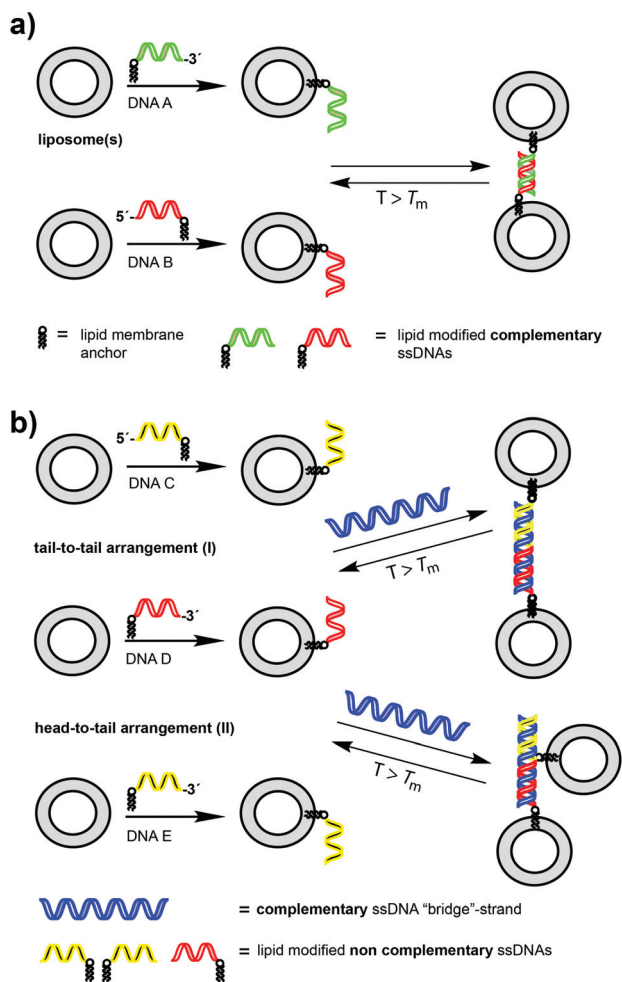 a)
-3´
DNA A
liposome(s)
T > Tm
5´-
DNA B
= lipid membrane
anchor
= lipid modified complementary
ssDNAs
b)
5´-
DNA C
tail-to-tail arrangement (I)
T > Tm
-3´
DNA D
head-to-tail arrangement (II)
T > Tm
-3´
DNA E
= complementary ssDNA “bridge”-strand
= lipid modified non complementary ssDNAs